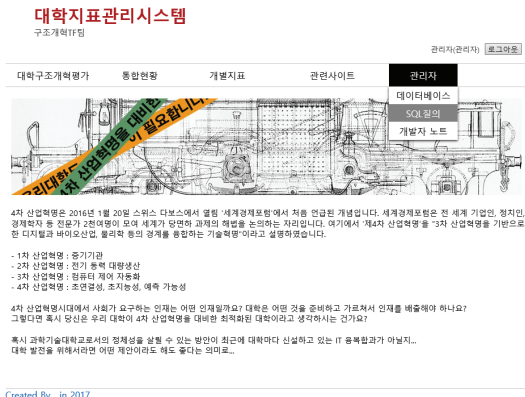 대학지표관리시스템
구조개혁TF팀
관리자(관리자) 로그아웃
대학구조개혁평가 통합현황 개별지표 관련사이트 관리자
데이터베이스
SQL질의
개발자 노트
4차 산업혁명을 대비한
필요합니다.
우리대학도
4차 산업혁명은 2016년 1월 20일 스위스 다보스에서 열림 '세계경제포럼'에서 처음 언급된 개념입니다. 세계경제포럼은 전 세계 기업인, 정치인,
경제학자 등 전문가 2천여명이 모여 세계가 당면하 과제의 해법을 논의하는 자리입니다. 여기에서 '제4차 산업혁명'을 "3차 산업혁명을 기반으로
한 디지털과 바이오산업, 물리학 등의 경계를 융합하는 기술혁명"이라고 설명하였습니다.
- 1차 산업혁명 : 증기기관
- 2차 산업혁명 : 전기 동력 대량생산
- 3차 산업혁명 : 컴퓨터 제어 자동화
- 4차 산업혁명 : 초연결성, 초지능성, 예측 가능성
4차 산업혁명시대에서 사회가 요구하는 인재는 어떤 인재일까요? 대학은 어떤 것을 준비하고 가르쳐서 인재를 배출해야 하나요?
그렇다면 혹시 당신은 우리 대학이 4차 산업혁명을 대비한 최적화된 대학이라고 생각하시는 건가요?
혹시 과학기술대학교로서의 정체성을 살릴 수 있는 방안이 최근에 대학마다 신설하고 있는 IT 융복합과가 아닐지...
대학 발전을 위해서라면 어떤 제안이라도 해도 좋다는 의미로...
Created By in 2017